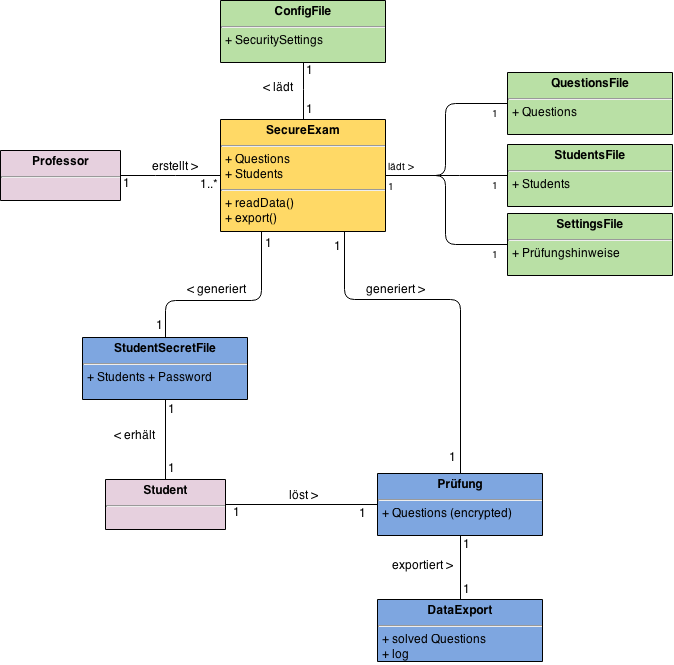 ConfigFile
+ SecuritySettings
1
< lädt
1
SecureExam
+ Questions
+ Students
+ readData()
+ export()
Professor
erstellt >
1
1..*
lädt >
1
1
QuestionsFile
+ Questions
1
StudentsFile
+ Students
1
SettingsFile
+ Prüfungshinweise
1
< generiert
1
1
generiert >
1
StudentSecretFile
+ Students + Password
1
< erhält
1
Student
1
löst >
1
Prüfung
+ Questions (encrypted)
1
exportiert >
1
DataExport
+ solved Questions
+ log